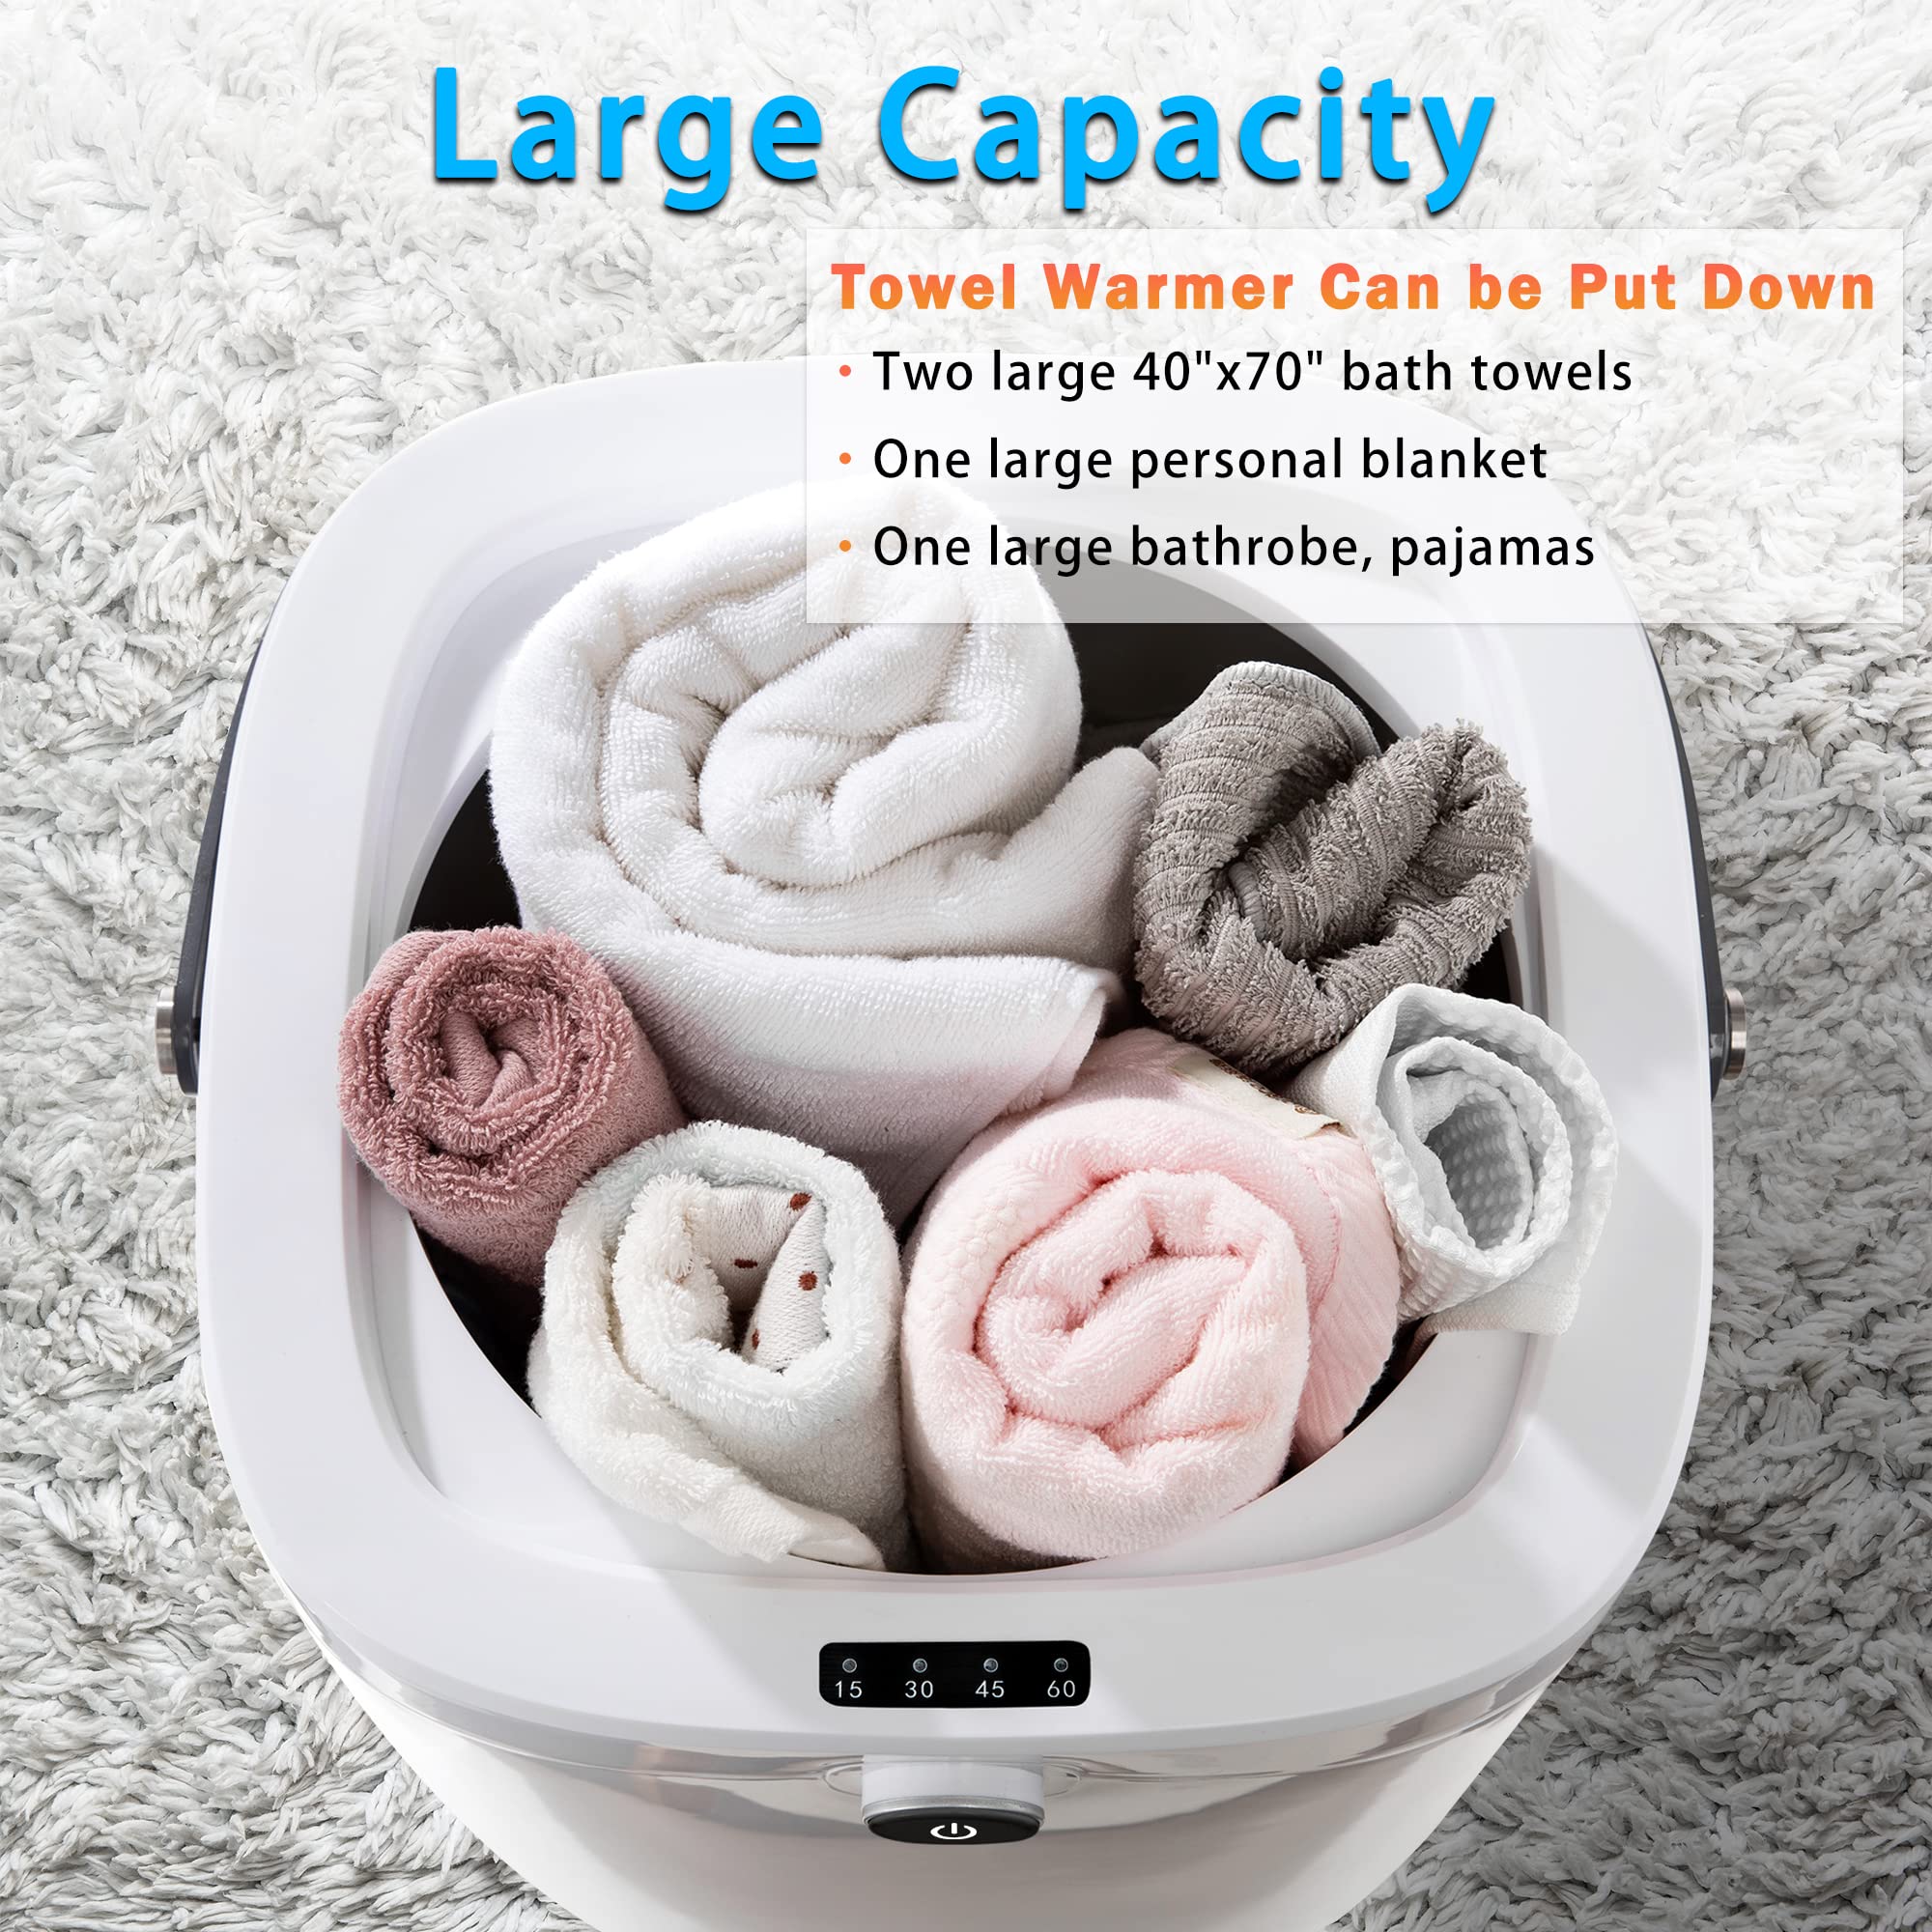 Large Capacity
Towel Warmer Can be Put Down
• Two large 40"x70" bath towels
• One large personal blanket
• One large bathrobe, pajamas
15 30 45 60